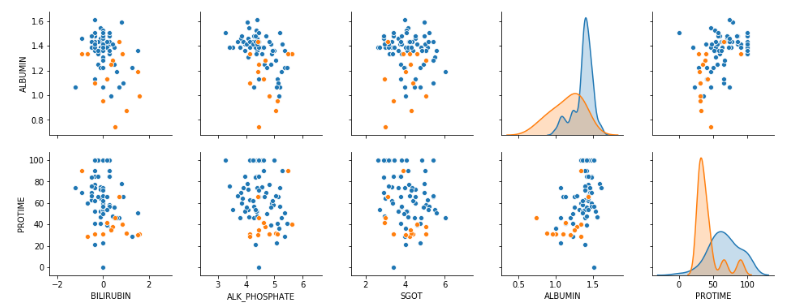 1.6
1.4
1.2
1.0
0.8
ALBUMIN
100
80
60
40
20
0
PROTIME
−2 0 2
BILIRUBIN
3 4 5 6
ALK_PHOSPHATE
2 4 6
SGOT
0.5 1.0 1.5
ALBUMIN
0 50 100
PROTIME